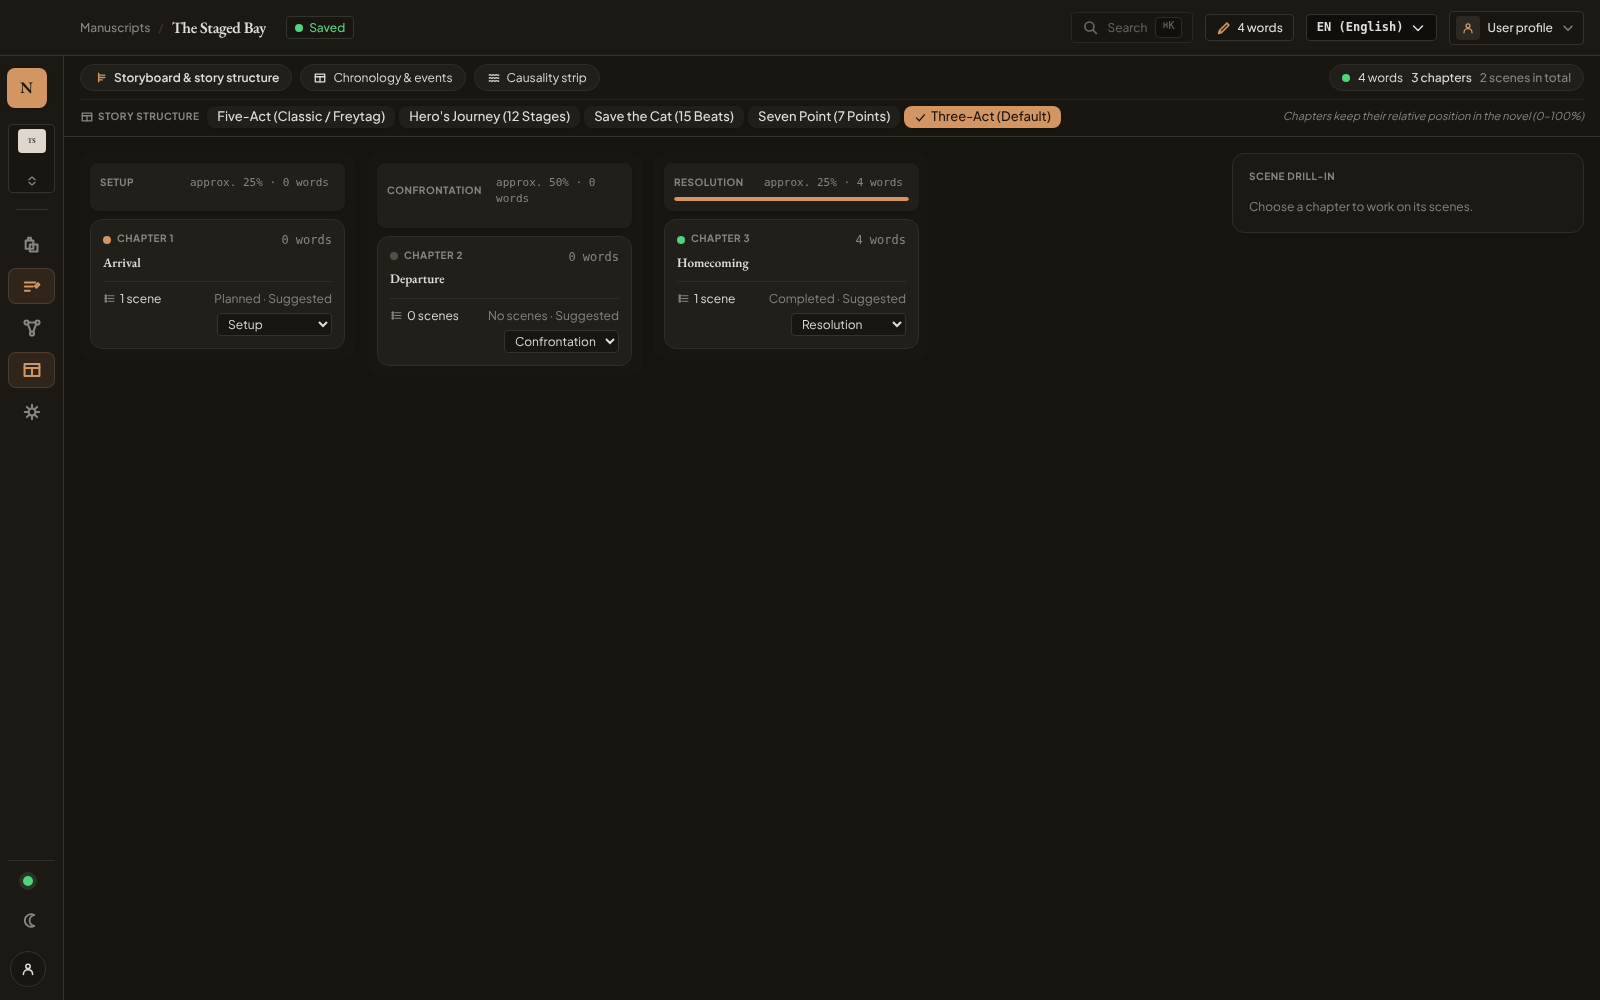 Manuscripts / The Staged Bay
Saved
Search ⌘K
4 words
EN (English)
User profile
N
TS
Storyboard & story structure
Chronology & events
Causality strip
4 words 3 chapters 2 scenes in total
STORY STRUCTURE
Five-Act (Classic / Freytag)
Hero's Journey (12 Stages)
Save the Cat (15 Beats)
Seven Point (7 Points)
Three-Act (Default)
Chapters keep their relative position in the novel (0–100%)
SETUP approx. 25% · 0 words
CHAPTER 1 0 words
Arrival
1 scene Planned · Suggested
Setup
CONFRONTATION approx. 50% · 0
words
CHAPTER 2 0 words
Departure
0 scenes No scenes · Suggested
Confrontation
RESOLUTION approx. 25% · 4 words
CHAPTER 3 4 words
Homecoming
1 scene Completed · Suggested
Resolution
SCENE DRILL-IN
Choose a chapter to work on its scenes.